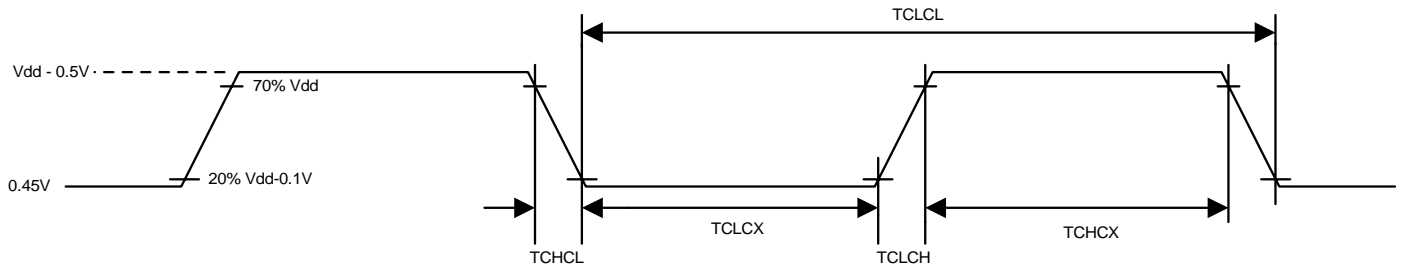 TCLCL
Vdd - 0.5V
70% Vdd
0.45V
20% Vdd-0.1V
TCLCX
TCHCX
TCHCL
TCLCH